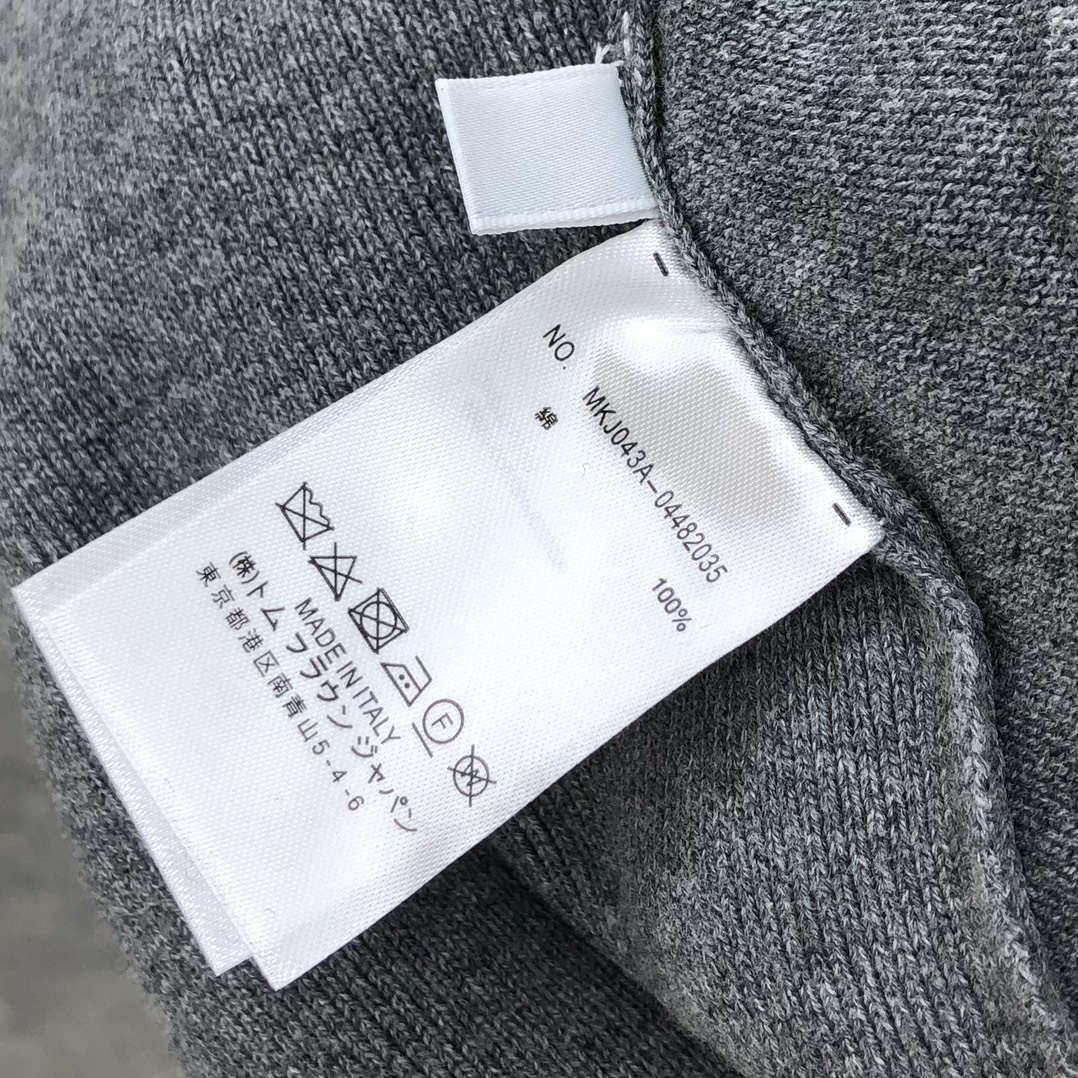 NO. MKJ043A-04482035
綿 100%
F W
MADE IN ITALY
(株)トム ブラウン ジャパン
東京都港区南青山5-4-6